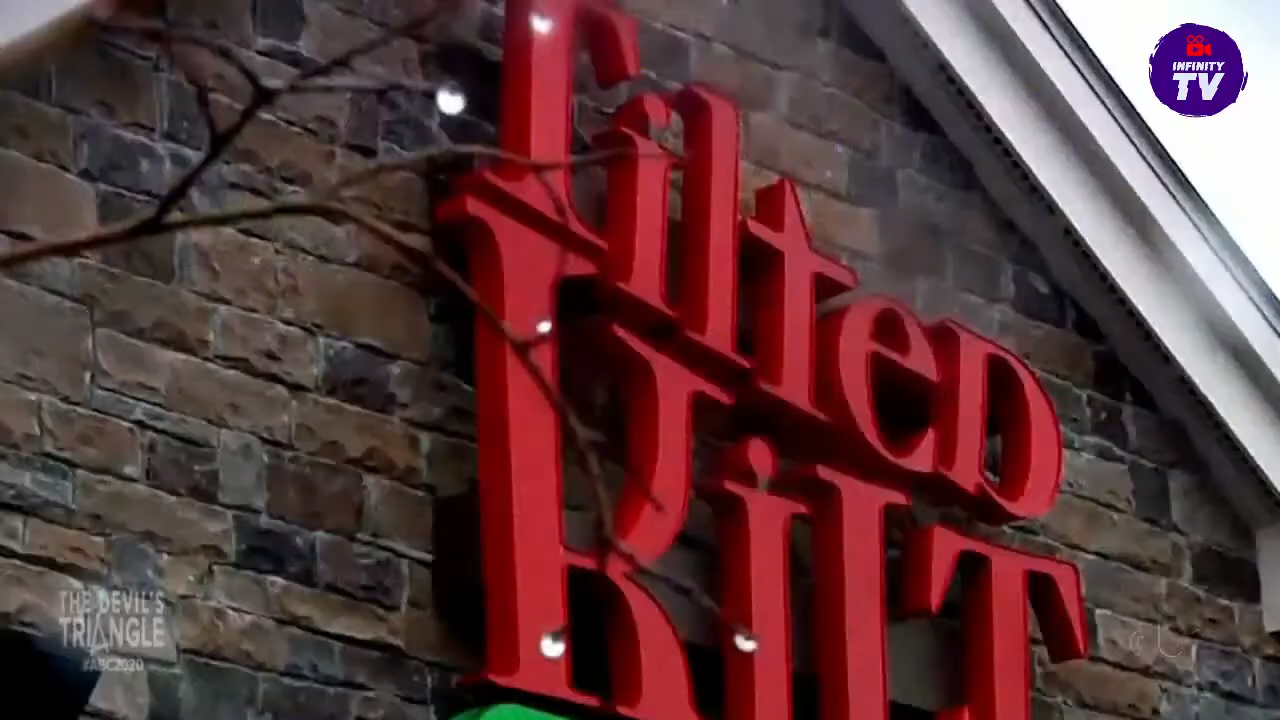 INFINITY
TV
TilteD
KiLT
THE DEVIL'S
TRIANGLE
#ABC2020